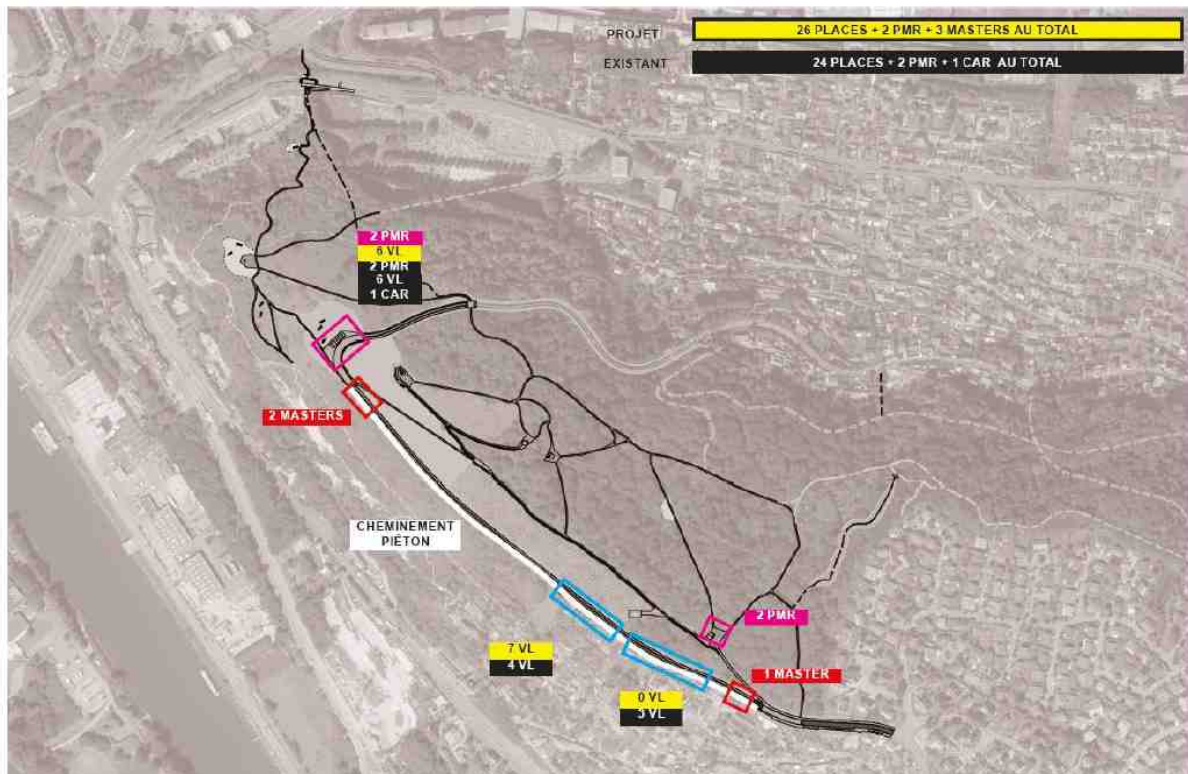 PROJET
26 PLACES + 2 PMR + 3 MASTERS AU TOTAL
EXISTANT
24 PLACES + 2 PMR + 1 CAR AU TOTAL
2 PMR
6 VL
2 PMR
6 VL
1 CAR
2 MASTERS
CHEMINEMENT
PIÉTON
2 PMR
7 VL
4 VL
1 MASTER
VL
VL